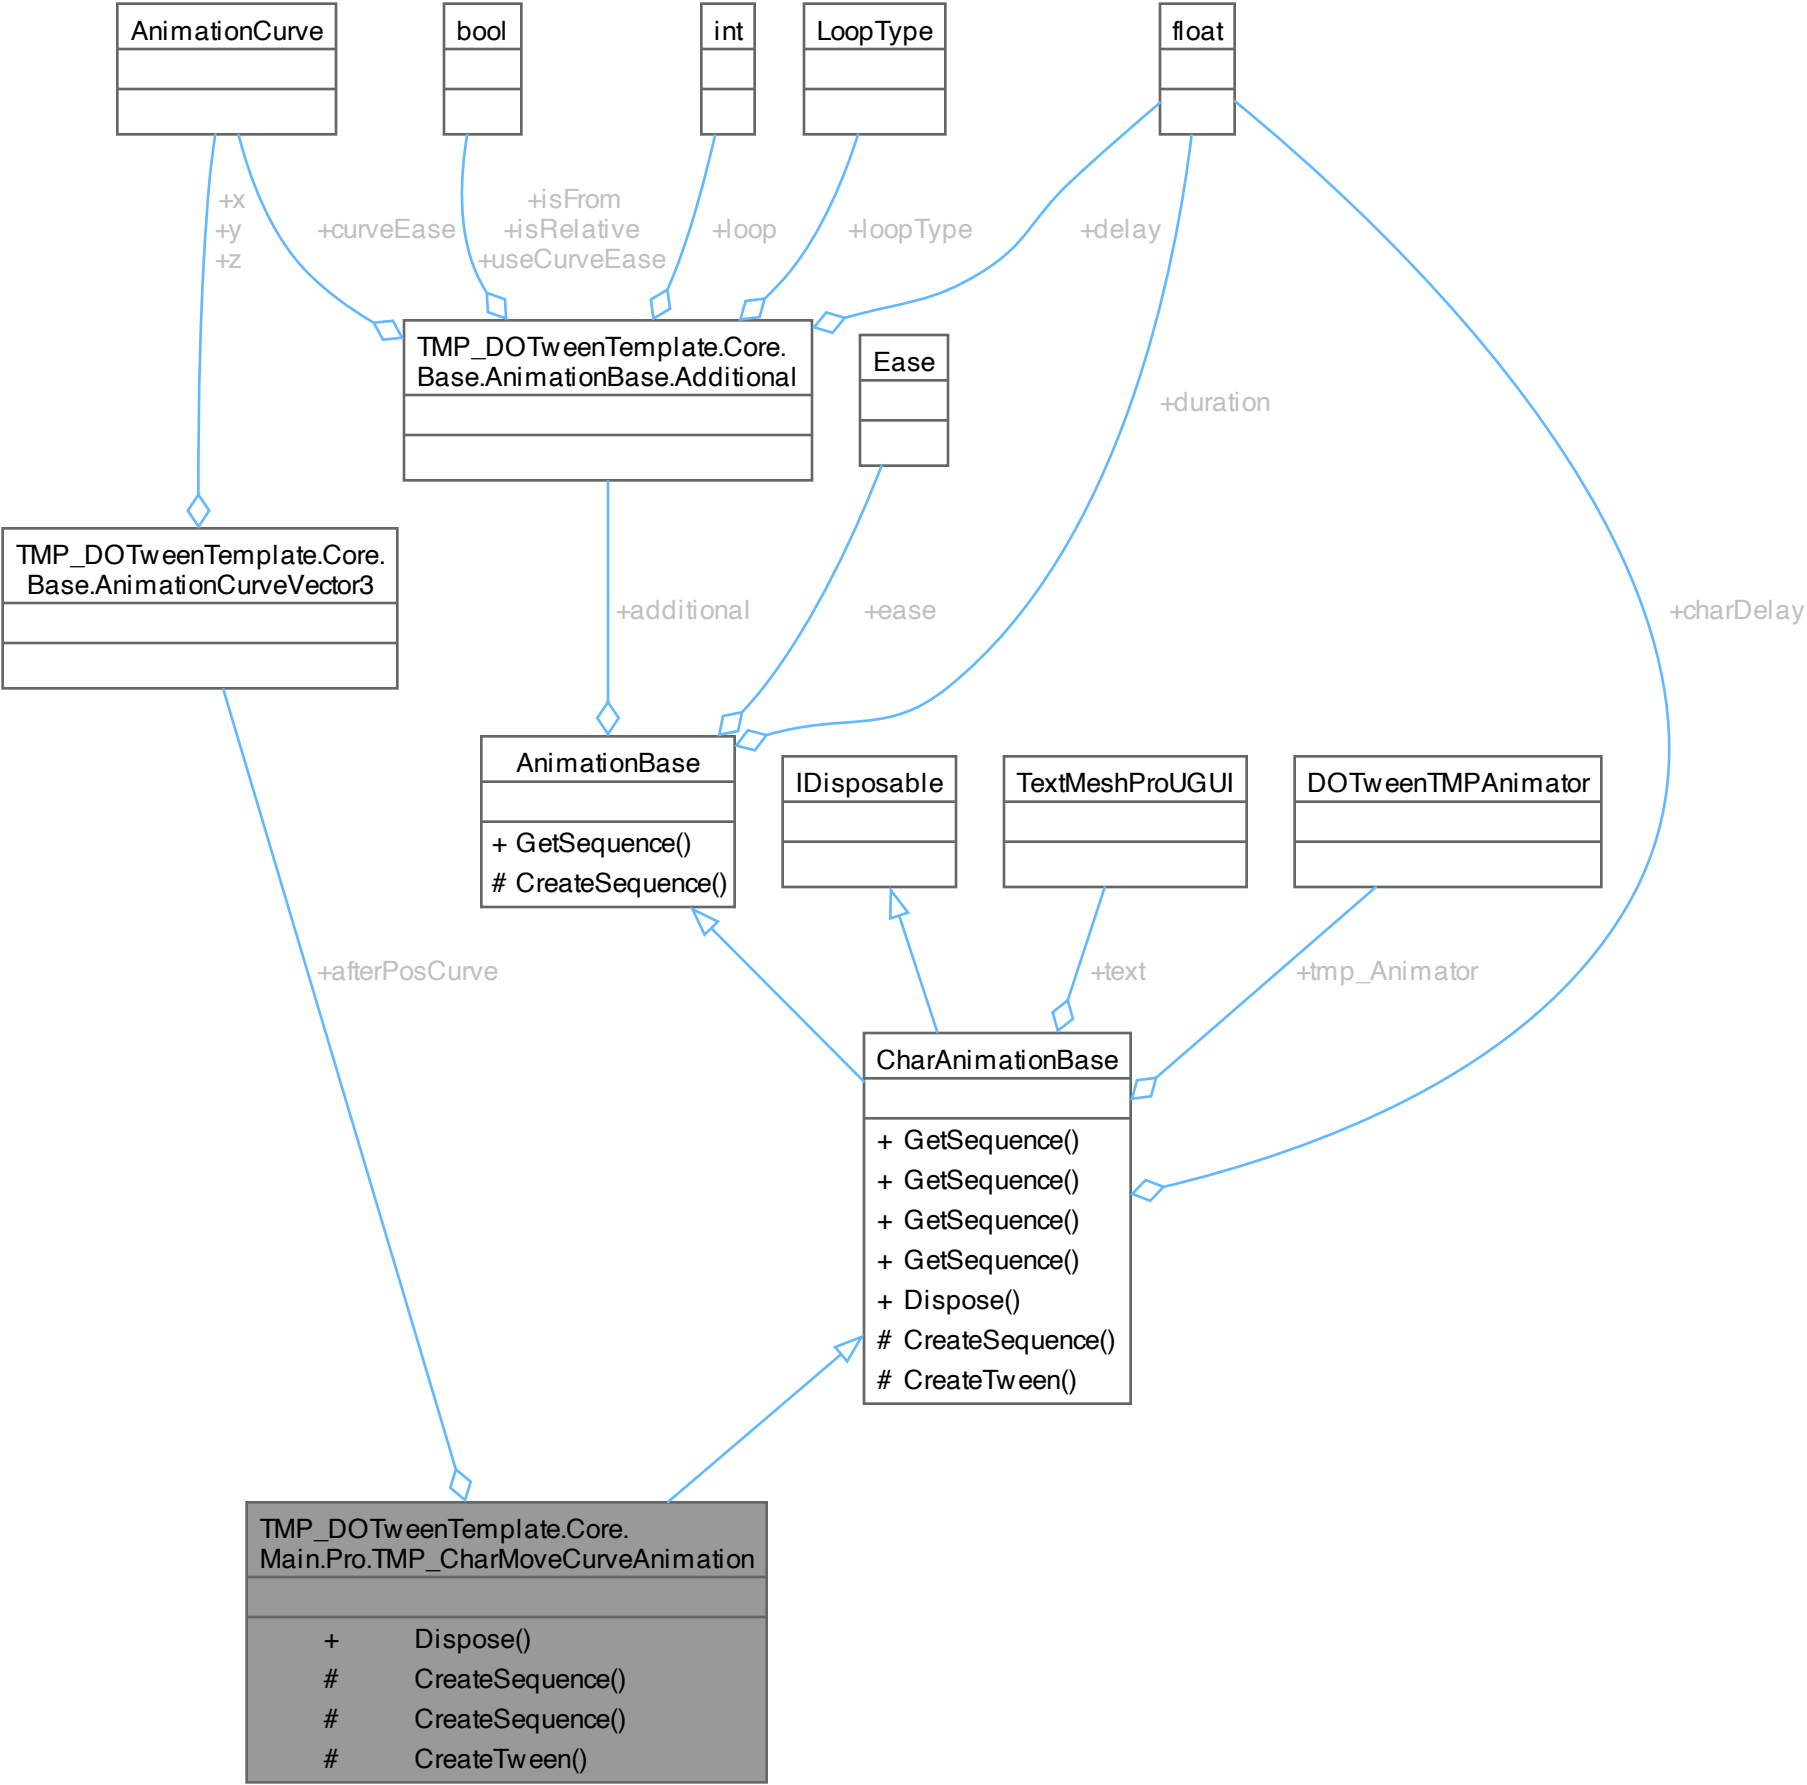 AnimationCurve
bool
int
LoopType
float
+x
+y
+z
+curveEase
+isFrom
+isRelative
+useCurveEase
+loop
+loopType
+delay
TMP_DOTweenTemplate.Core.
Base.AnimationBase.Additional
Ease
+duration
TMP_DOTweenTemplate.Core.
Base.AnimationCurveVector3
+additional
+ease
+charDelay
AnimationBase
+ GetSequence()
# CreateSequence()
IDisposable
TextMeshProUGUI
DOTweenTMPAnimator
+afterPosCurve
+text
+tmp_Animator
CharAnimationBase
+ GetSequence()
+ GetSequence()
+ GetSequence()
+ GetSequence()
+ Dispose()
# CreateSequence()
# CreateTween()
TMP_DOTweenTemplate.Core.
Main.Pro.TMP_CharMoveCurveAnimation
+ Dispose()
# CreateSequence()
# CreateSequence()
# CreateTween()